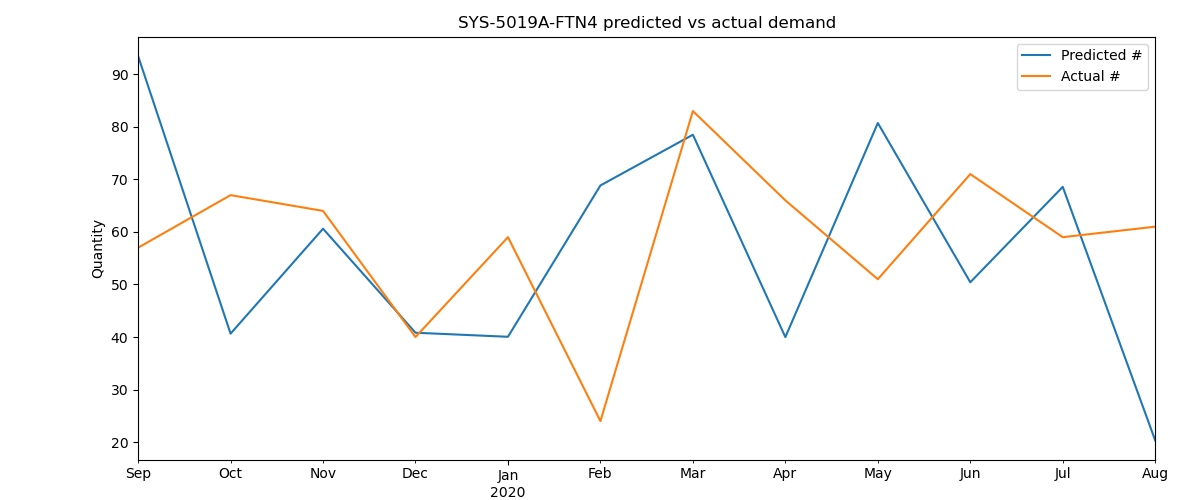 SYS-5019A-FTN4 predicted vs actual demand
Predicted #
Actual #
Quantity
90
80
70
60
50
40
30
20
Sep Oct Nov Dec Jan Feb Mar Apr May Jun Jul Aug
2020